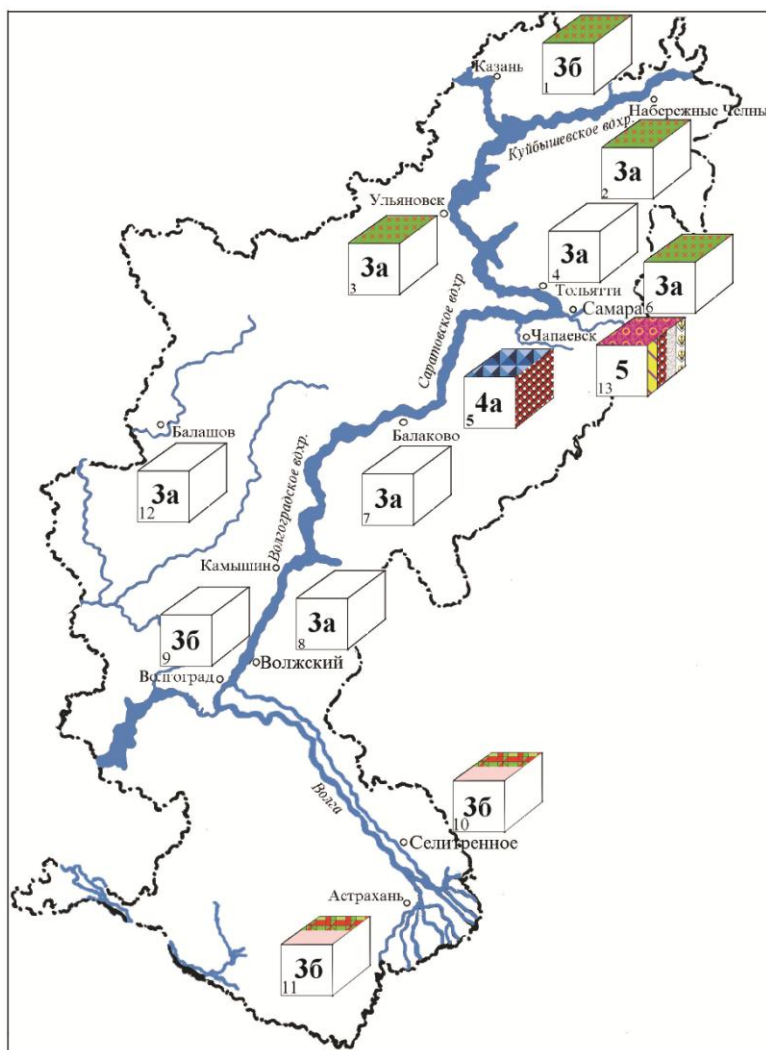 3б
1
Казань
Набережные Челны
Куйбышевское вдхр.
3а
2
Ульяновск
3а
3
3а
4
Тольятти
3а
6
Самара
Чапаевск
5
13
Саратовское вдхр
4а
5
Балашов
Балаково
3а
12
3а
7
Волгоградское вдхр.
Камышин
3а
8
3б
9
Волжский
Волгоград
Волга
3б
10
Селитренное
Астрахань
3б
11